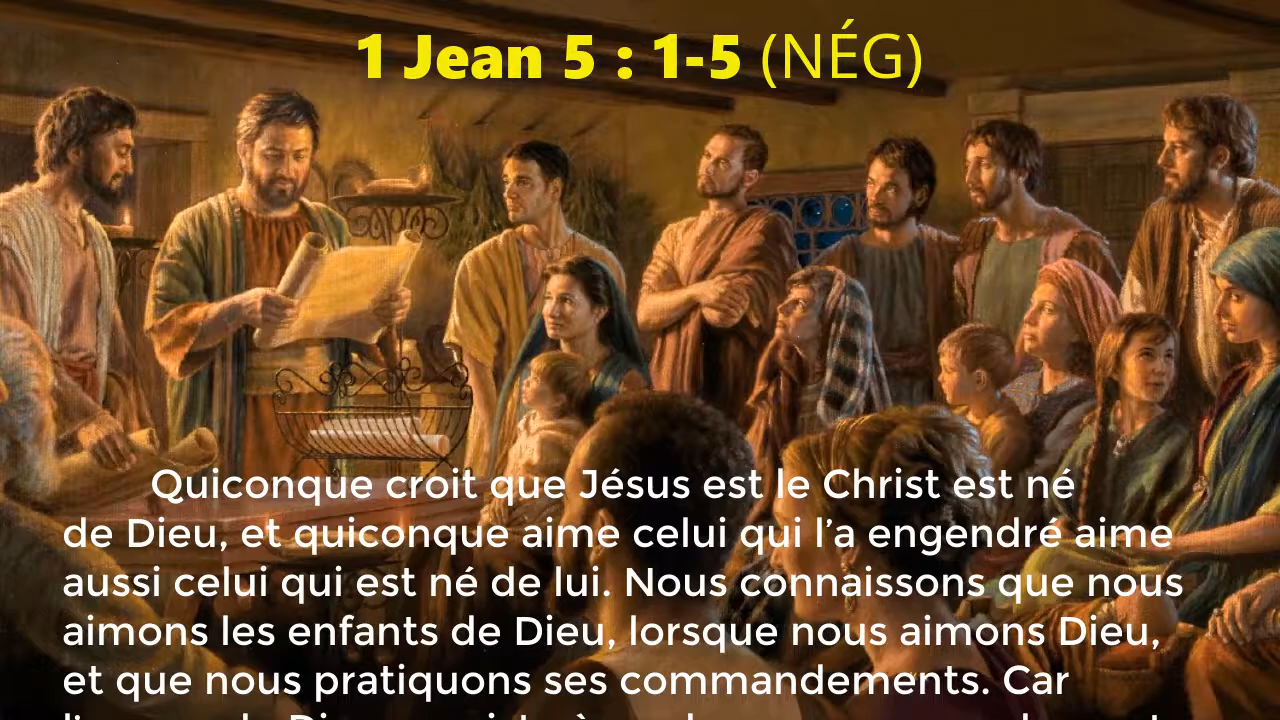 1 Jean 5 : 1-5 (NÉG)
Quiconque croit que Jésus est le Christ est né
de Dieu, et quiconque aime celui qui l’a engendré aime
aussi celui qui est né de lui. Nous connaissons que nous
aimons les enfants de Dieu, lorsque nous aimons Dieu,
et que nous pratiquons ses commandements. Car